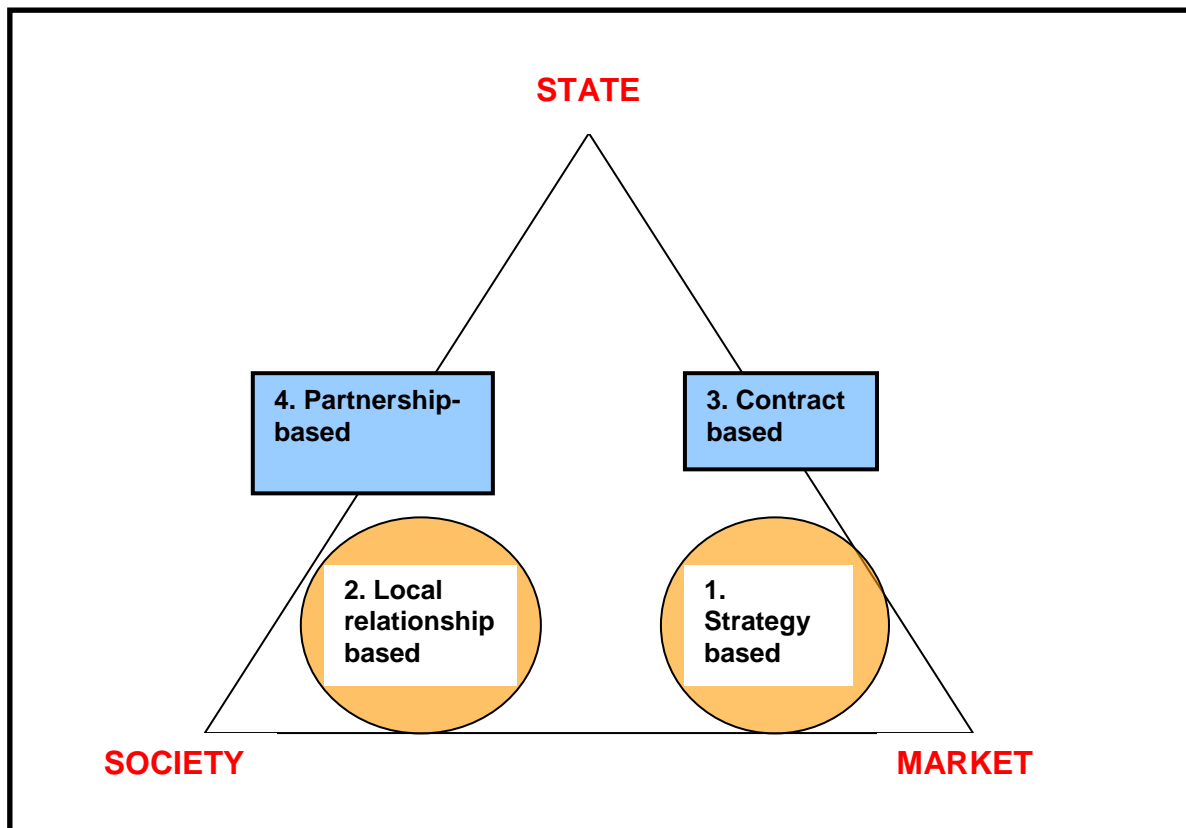 STATE
4. Partnership-
based
3. Contract
based
2. Local
relationship
based
1.
Strategy
based
SOCIETY
MARKET